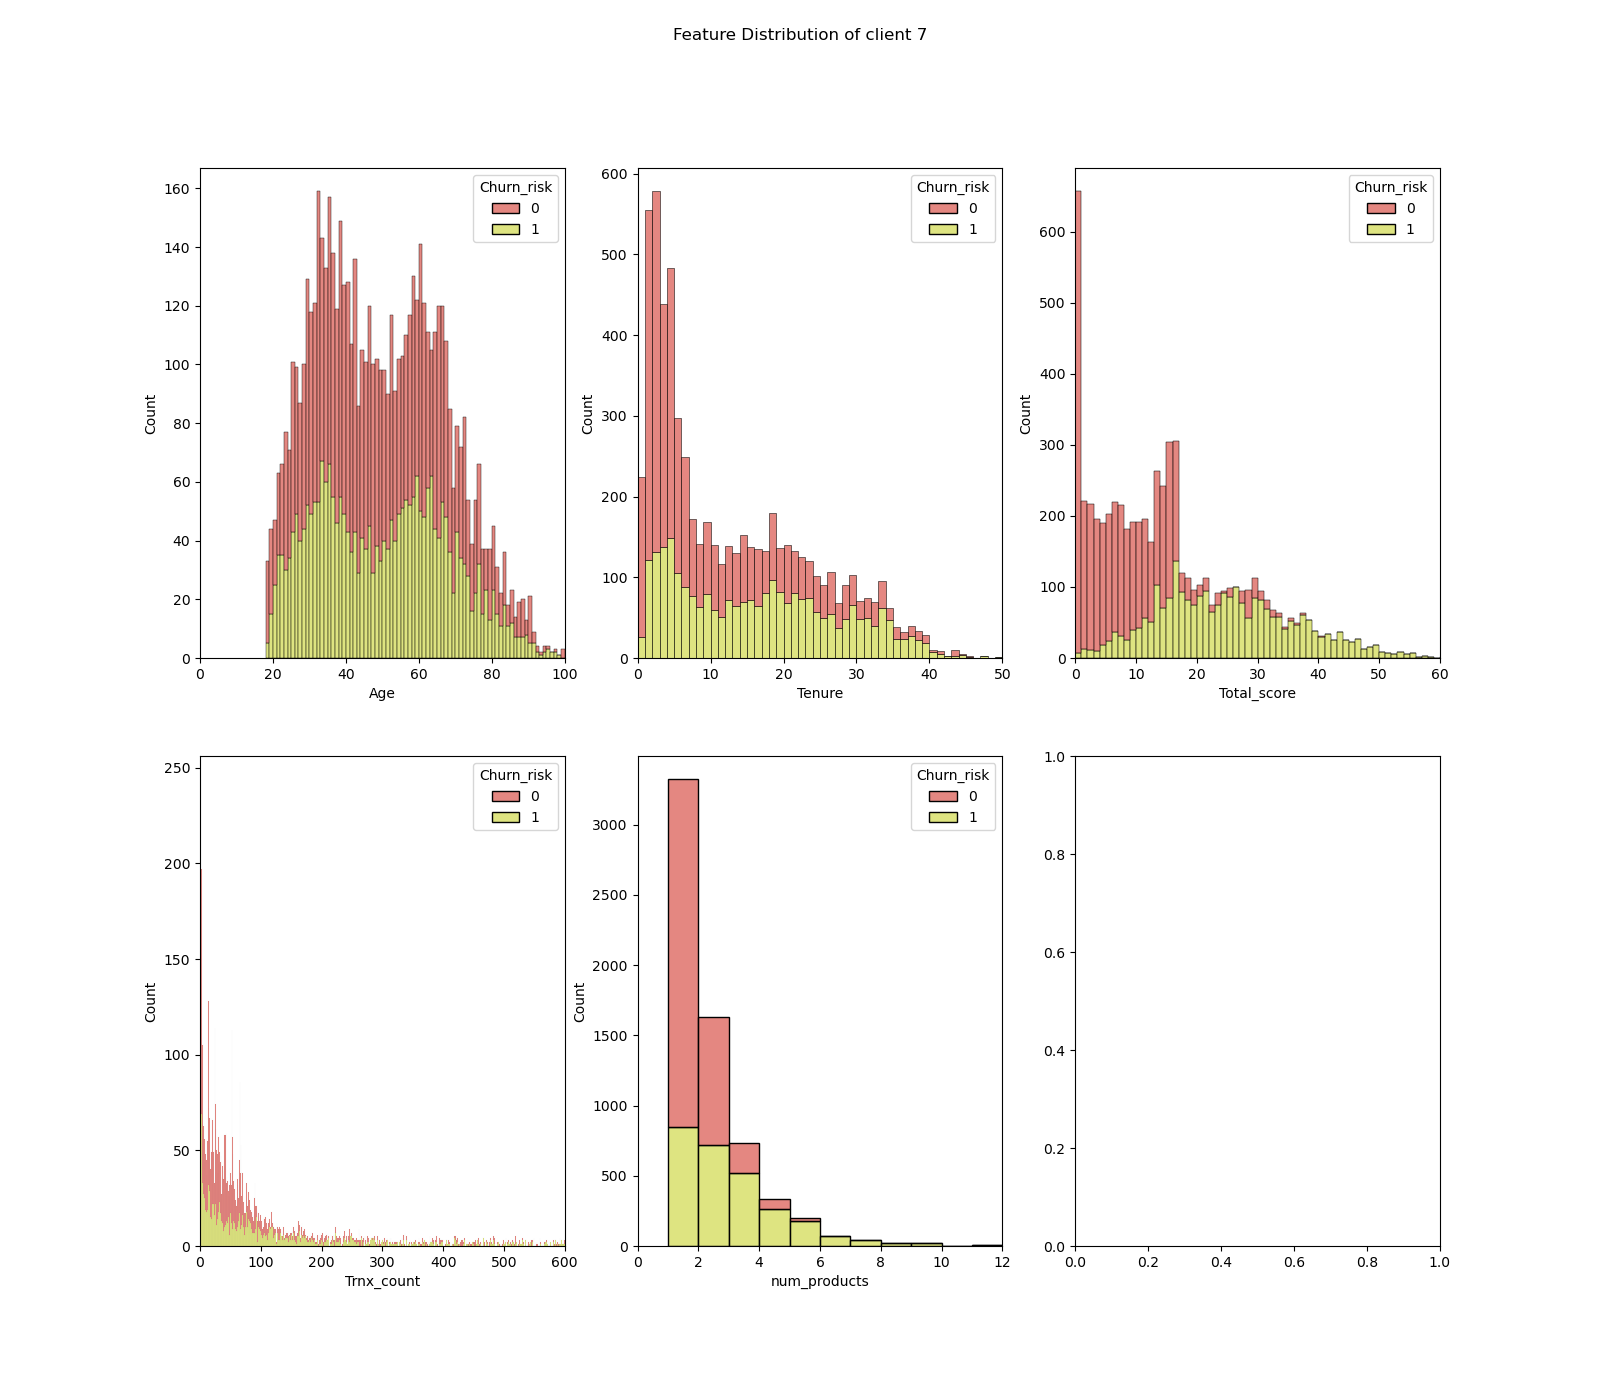 Feature Distribution of client 7
160
140
120
100
80
60
40
20
0
Count
0 20 40 60 80 100
Age
Churn_risk
0
1
600
500
400
300
200
100
0
Count
0 10 20 30 40 50
Tenure
Churn_risk
0
1
600
500
400
300
200
100
0
Count
0 10 20 30 40 50 60
Total_score
Churn_risk
0
1
250
200
150
100
50
0
Count
0 100 200 300 400 500 600
Trnx_count
Churn_risk
0
1
3000
2500
2000
1500
1000
500
0
Count
0 2 4 6 8 10 12
num_products
Churn_risk
0
1
1.0
0.8
0.6
0.4
0.2
0.0
0.0 0.2 0.4 0.6 0.8 1.0